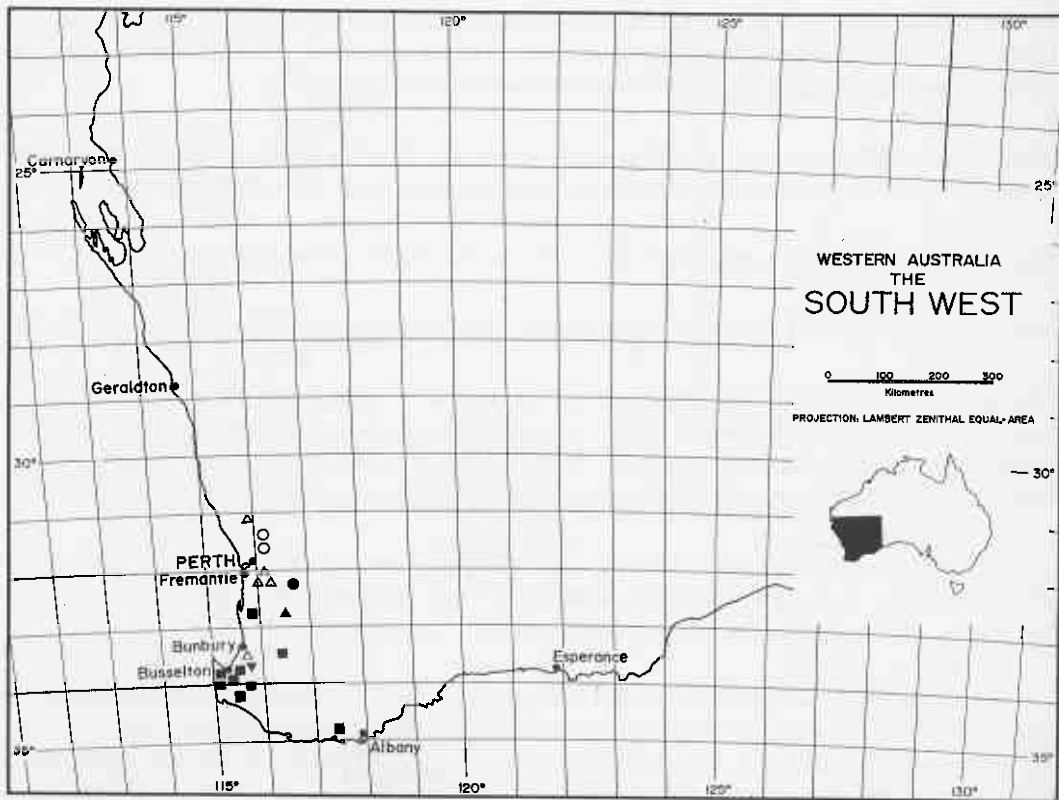 115° 120° 125° 130°
Carnarvon
25° 25°
WESTERN AUSTRALIA
THE
SOUTH WEST
0 100 200 300
Kilometres
Geraldton
PROJECTION: LAMBERT ZENITHAL EQUAL-AREA
30° 30°
PERTH
Fremantle
Bunbury
Busselton
Esperance
Albany
35° 35°
115° 120° 125° 130°